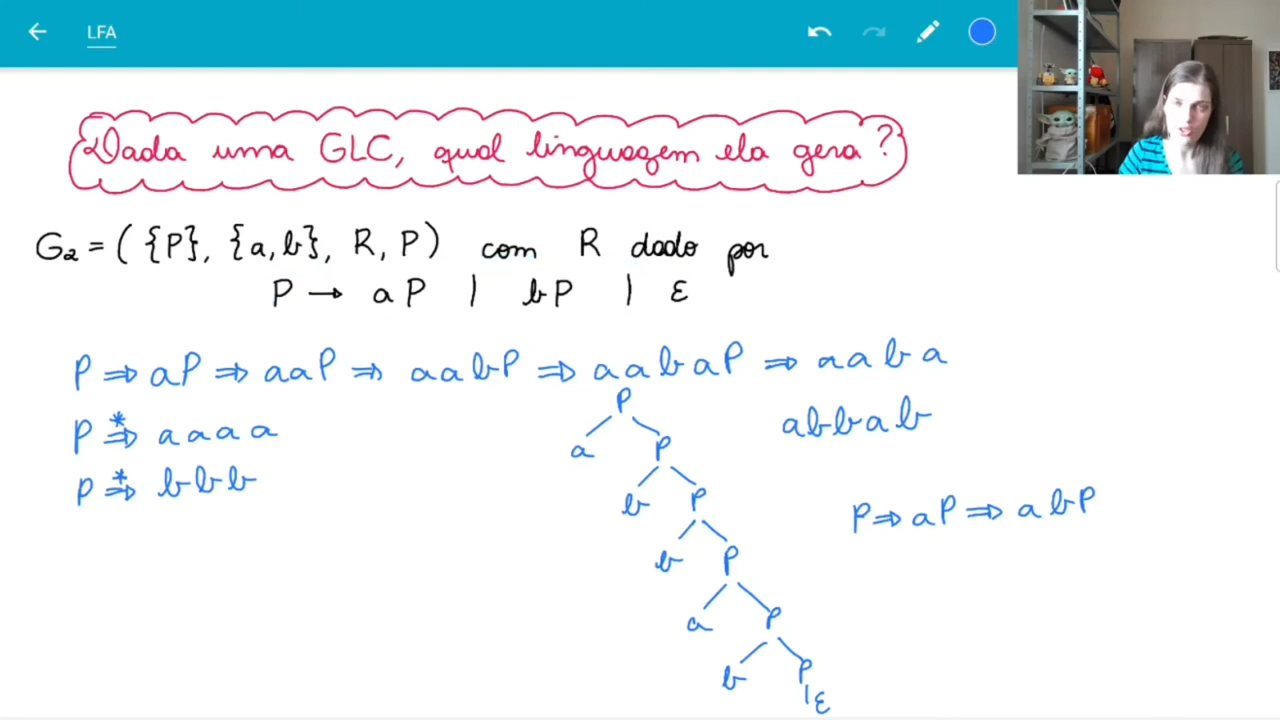 LFA
Dada uma GLC, qual linguagem ela gera?
G₂ = ({P}, {a,b}, R, P) com R dado por
P → aP | bP | ε
P ⇒ aP ⇒ aaP ⇒ aabP ⇒ aabaP ⇒ aaba
P ⇒* aaaa
P ⇒* bbb
abbab
P
a P
b P
b P
a P
b P
ε
P ⇒ aP ⇒ abP